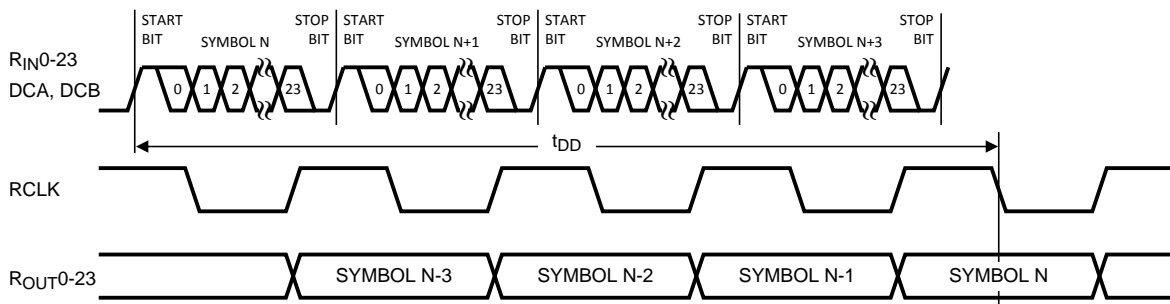 START BIT SYMBOL N STOP BIT
START BIT SYMBOL N+1 STOP BIT
START BIT SYMBOL N+2 STOP BIT
START BIT SYMBOL N+3 STOP BIT
RIN0-23
DCA, DCB
0 1 2 23
0 1 2 23
0 1 2 23
0 1 2 23
tDD
RCLK
ROUT0-23
SYMBOL N-3
SYMBOL N-2
SYMBOL N-1
SYMBOL N